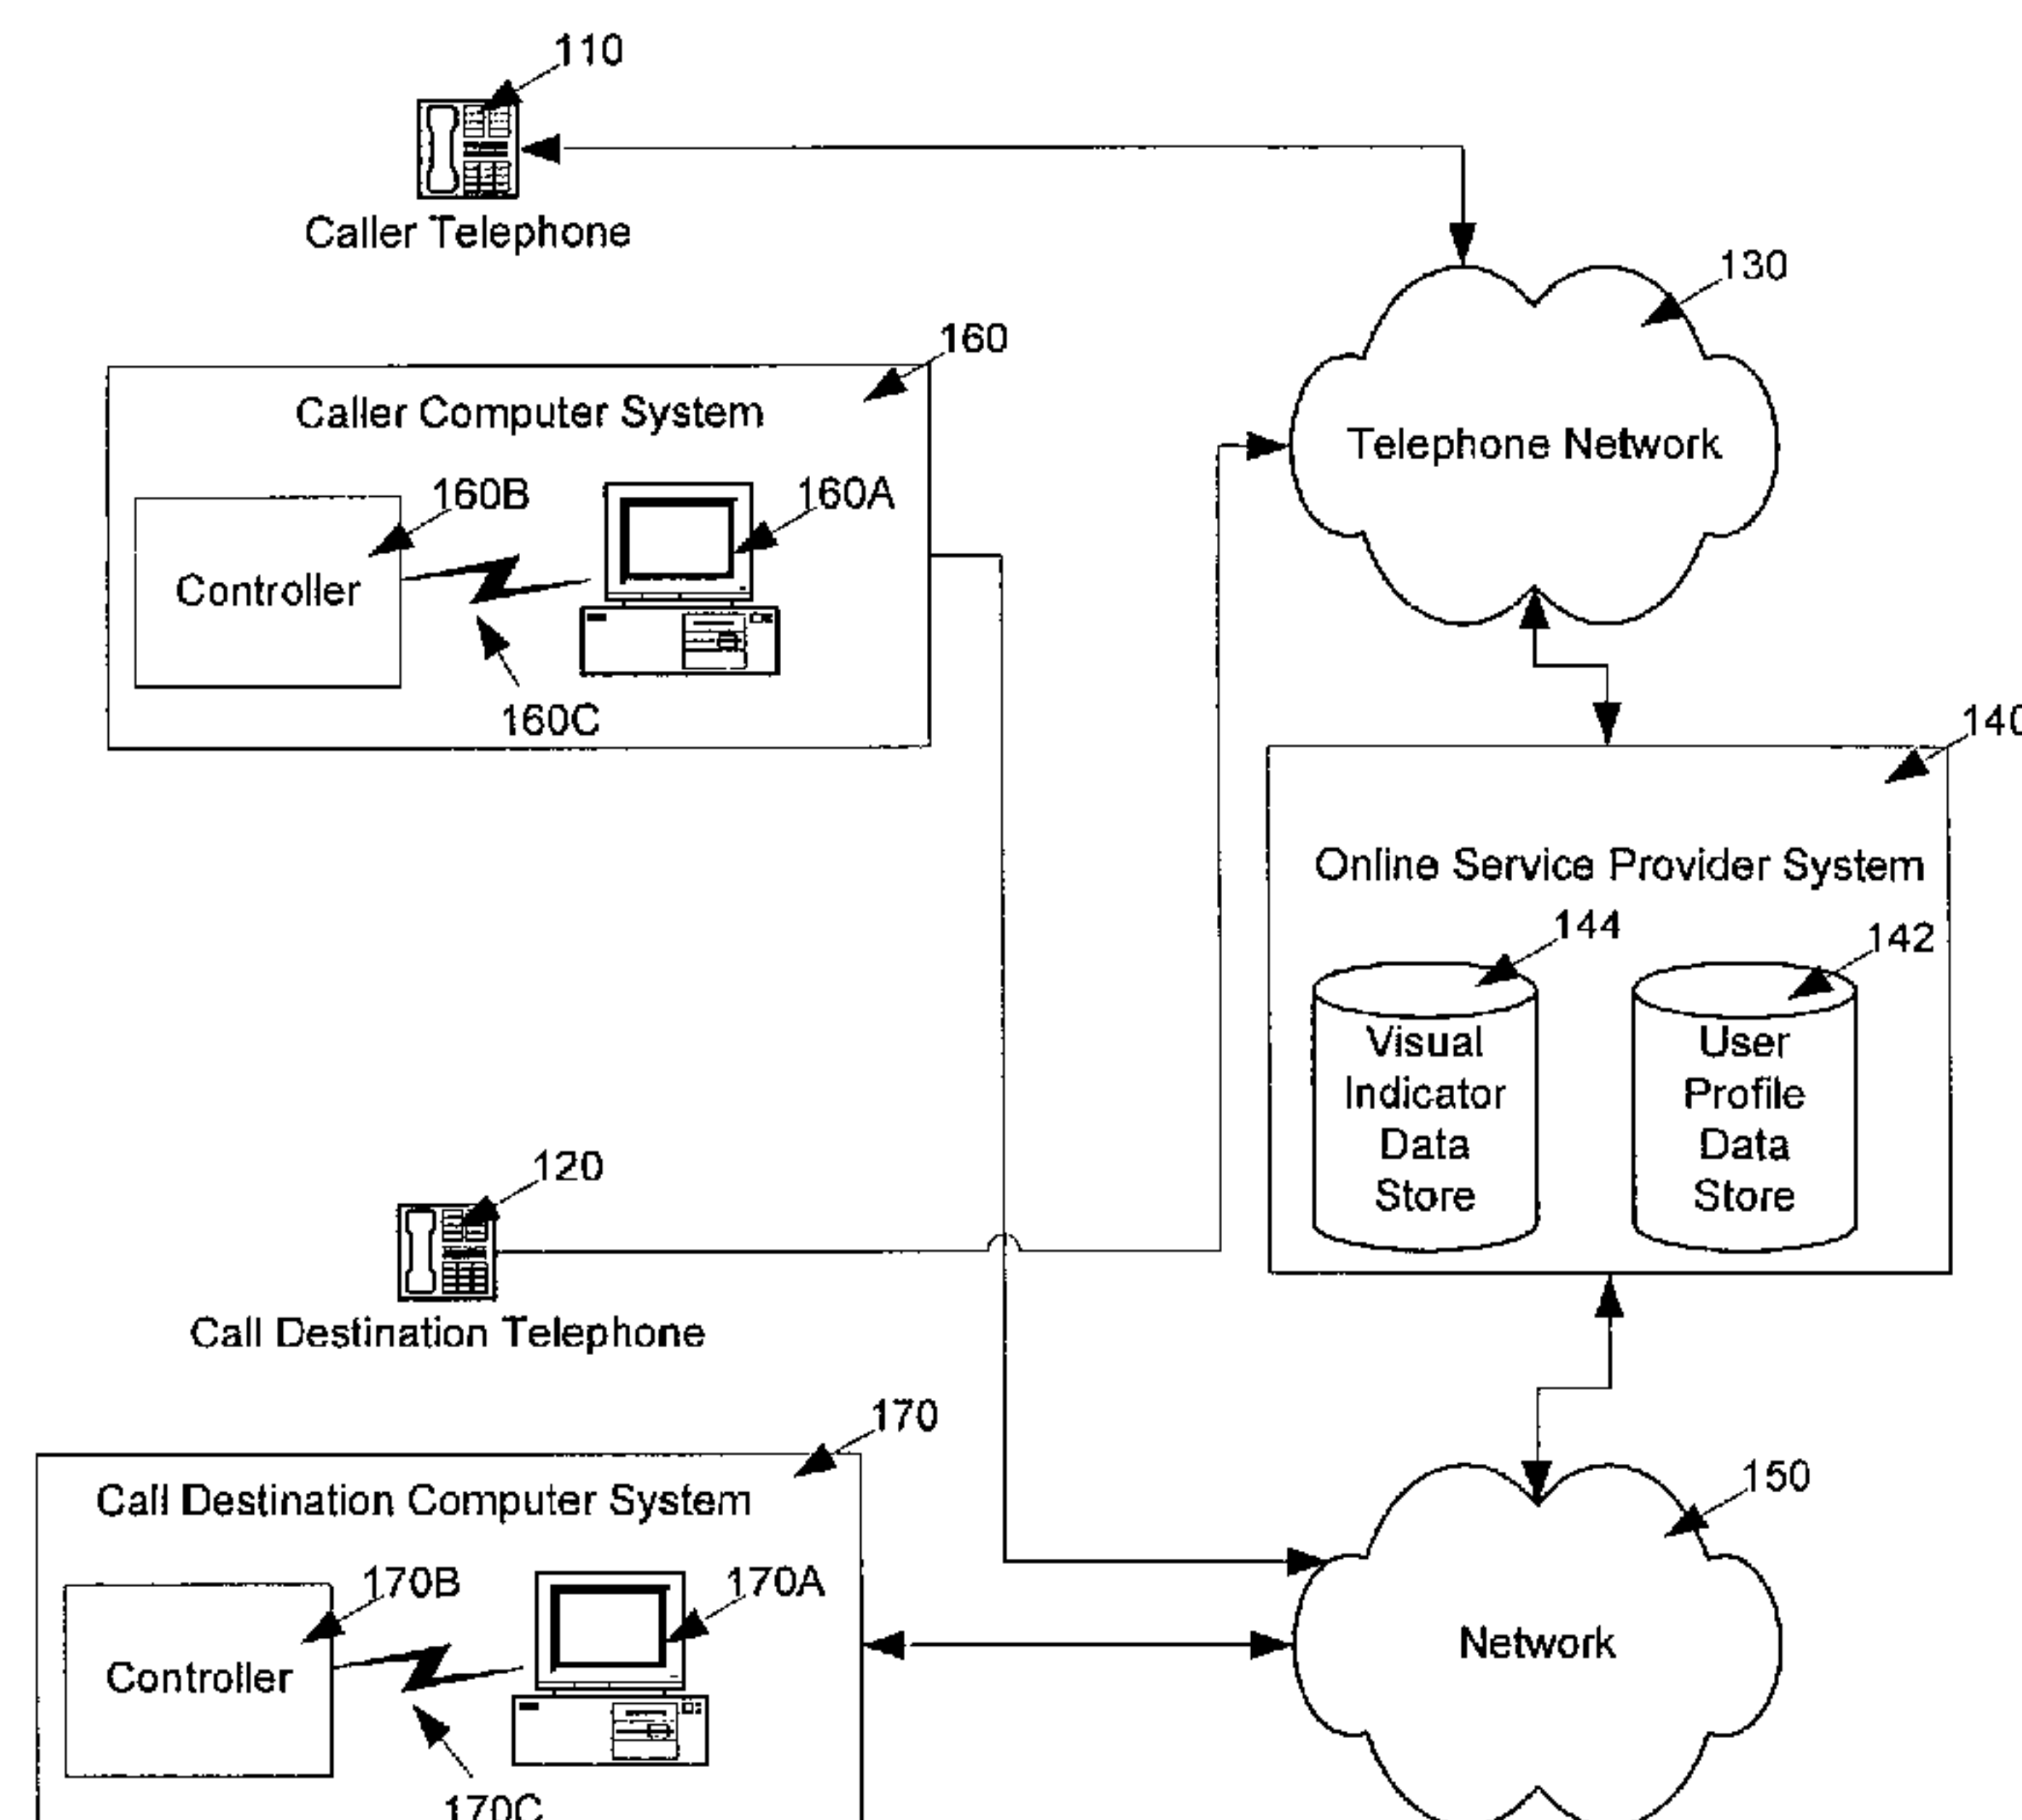 110
Caller Telephone
130
160
Caller Computer System
Telephone Network
160B
160A
Controller
160C
140
Online Service Provider System
144
142
Visual
Indicator
Data
Store
User
Profile
Data
Store
120
Call Destination Telephone
170
Call Destination Computer System
150
170B
170A
Controller
Network
170C